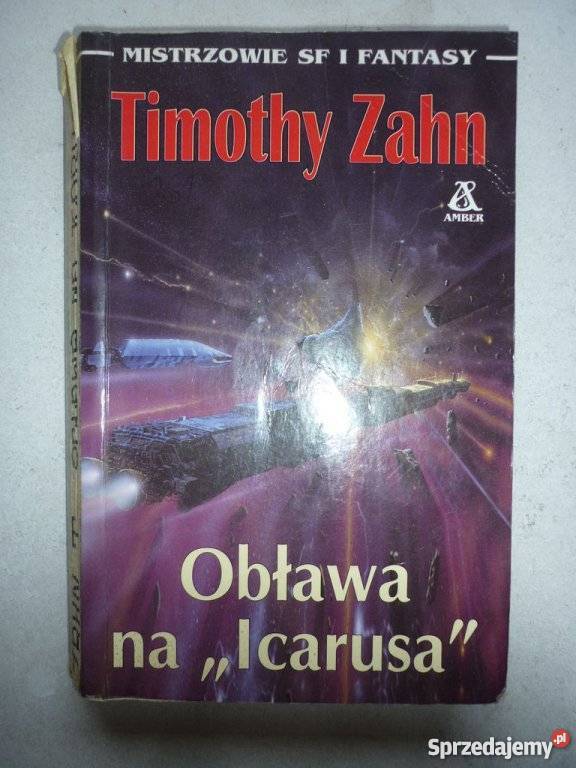 MISTRZOWIE SF I FANTASY
Timothy Zahn
AMBER
Obława
na „Icarusa”
Sprzedajemy.pl